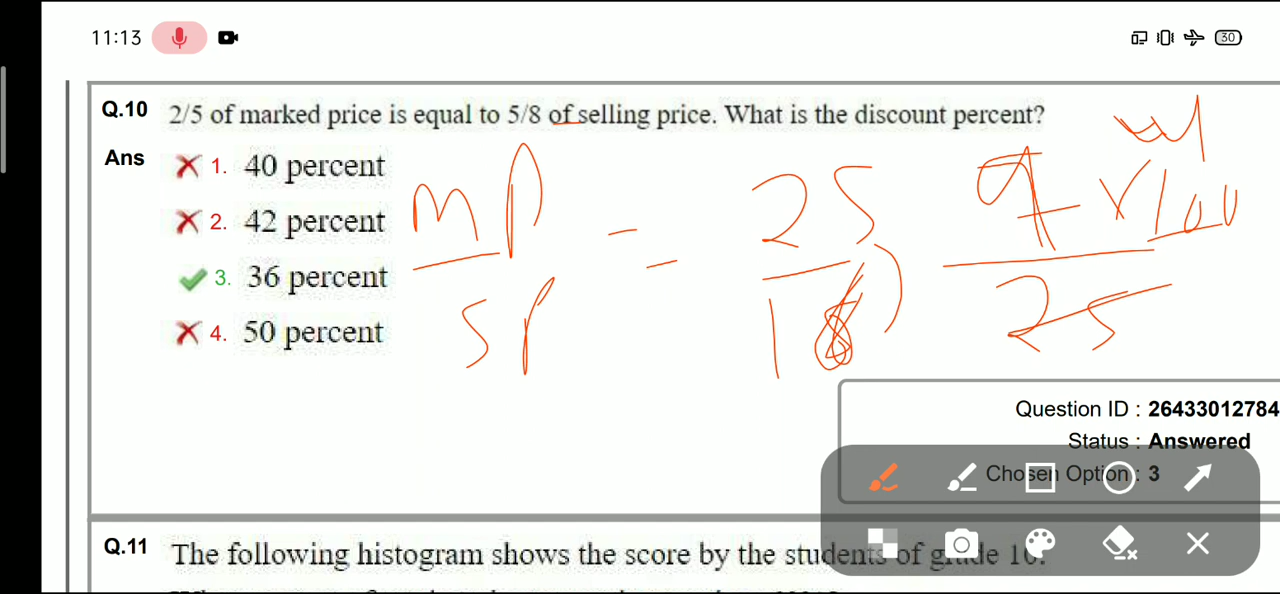 11:13
30
Q.10 2/5 of marked price is equal to 5/8 of selling price. What is the discount percent?
Ans
1. 40 percent
2. 42 percent
3. 36 percent
4. 50 percent
MP = 25 9 × 100
SP 16 25
Question ID : 26433012784
Status : Answered
Chosen Option : 3
Q.11 The following histogram shows the score by the students of grade 10.